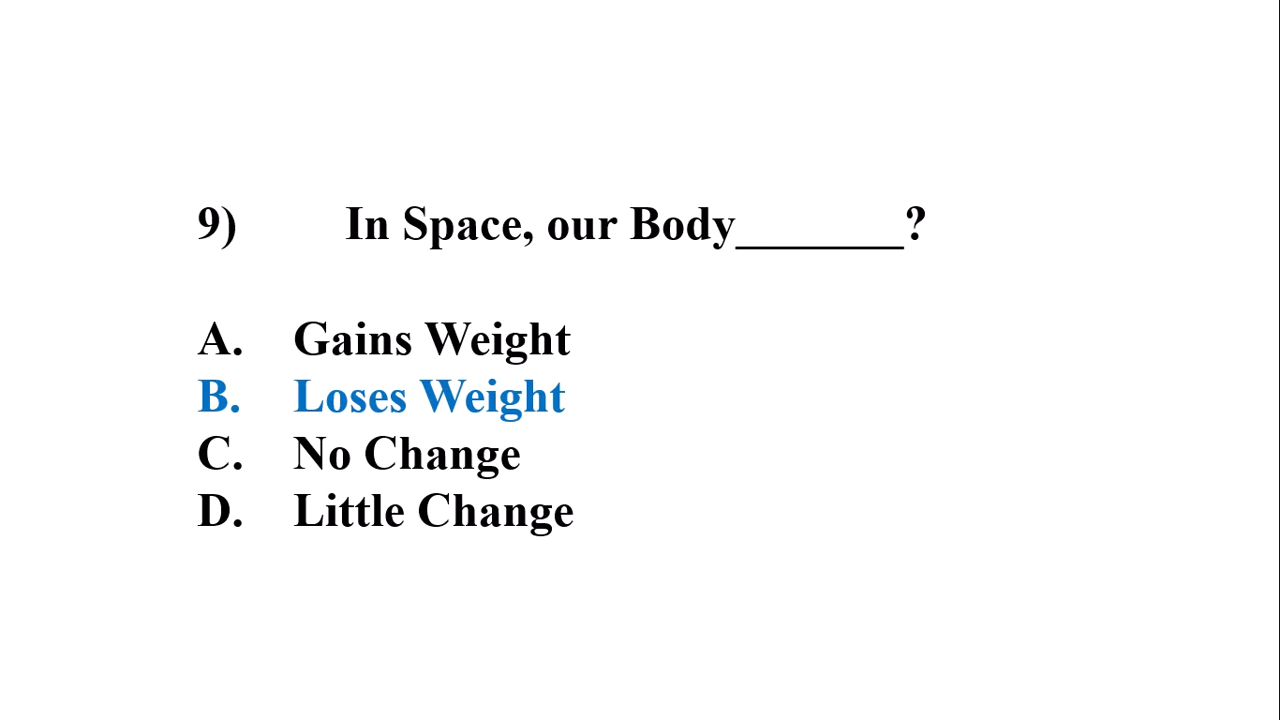 9) In Space, our Body_______?
A. Gains Weight
B. Loses Weight
C. No Change
D. Little Change